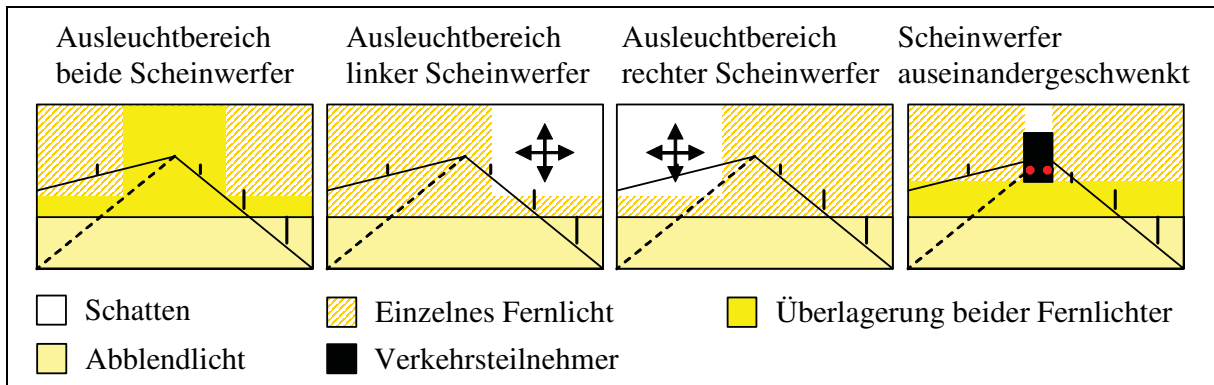 Ausleuchtbereich
beide Scheinwerfer
Ausleuchtbereich
linker Scheinwerfer
Ausleuchtbereich
rechter Scheinwerfer
Scheinwerfer
auseinandergeschwenkt
Schatten
Einzelnes Fernlicht
Überlagerung beider Fernlichter
Abblendlicht
Verkehrsteilnehmer